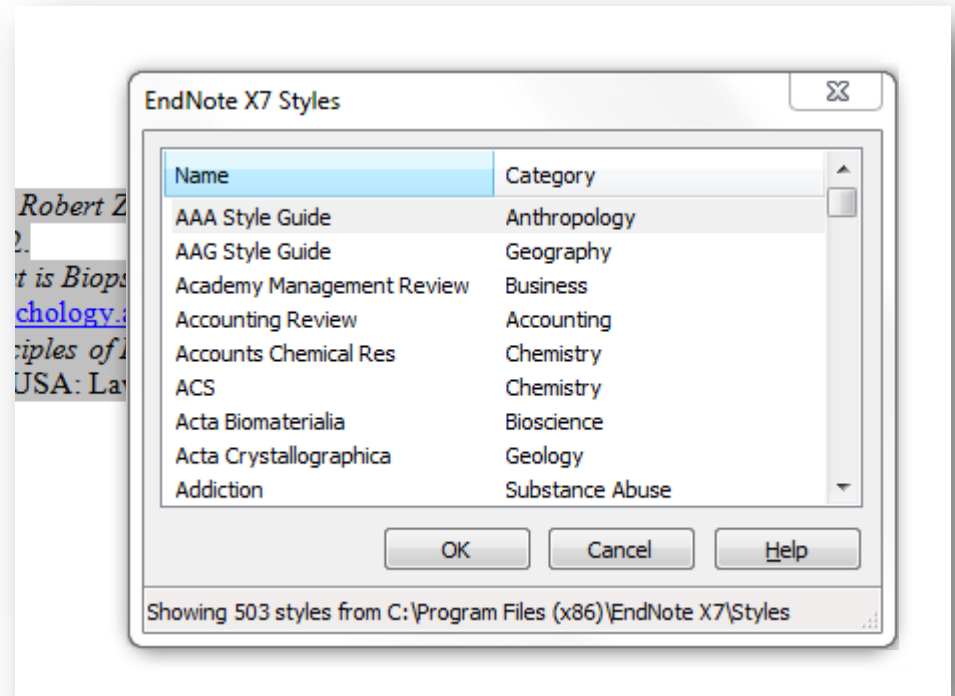 EndNote X7 Styles
Name Category
AAA Style Guide Anthropology
AAG Style Guide Geography
Academy Management Review Business
Accounting Review Accounting
Accounts Chemical Res Chemistry
ACS Chemistry
Acta Biomaterialia Bioscience
Acta Crystallographica Geology
Addiction Substance Abuse
OK Cancel Help
Showing 503 styles from C:\Program Files (x86)\EndNote X7\Styles
Robert Z
2.
t is Biops
chology.a
ciples of
USA: Lav